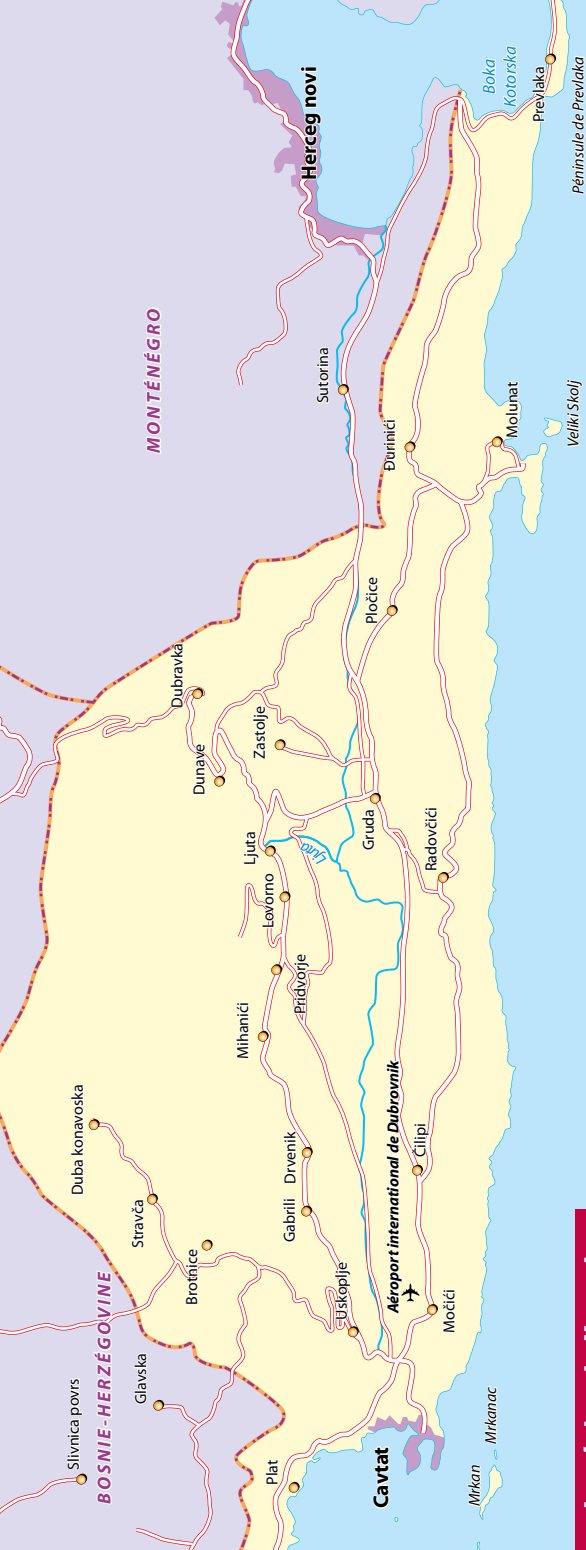 Slivnica povrs
BOSNIE-HERZÉGOVINE
Glavska
Plat
Cavtat
Mrkan
Mrkanac
Duba konavoska
Stravča
Brotnice
Uskoplje
Gabrili
Drvenik
Aéroport international de Dubrovnik
Močići
Čilipi
Mihanići
Pridvorje
Lovorno
Ljuta
Ljuta
Dunave
Dubravka
Zastolje
Gruda
Radovčići
Pločice
MONTÉNÉGRO
Sutorina
Đurinići
Molunat
Veliki Skolj
Herceg novi
Boka
Kotorska
Prevlaka
Péninsule de Prevlaka